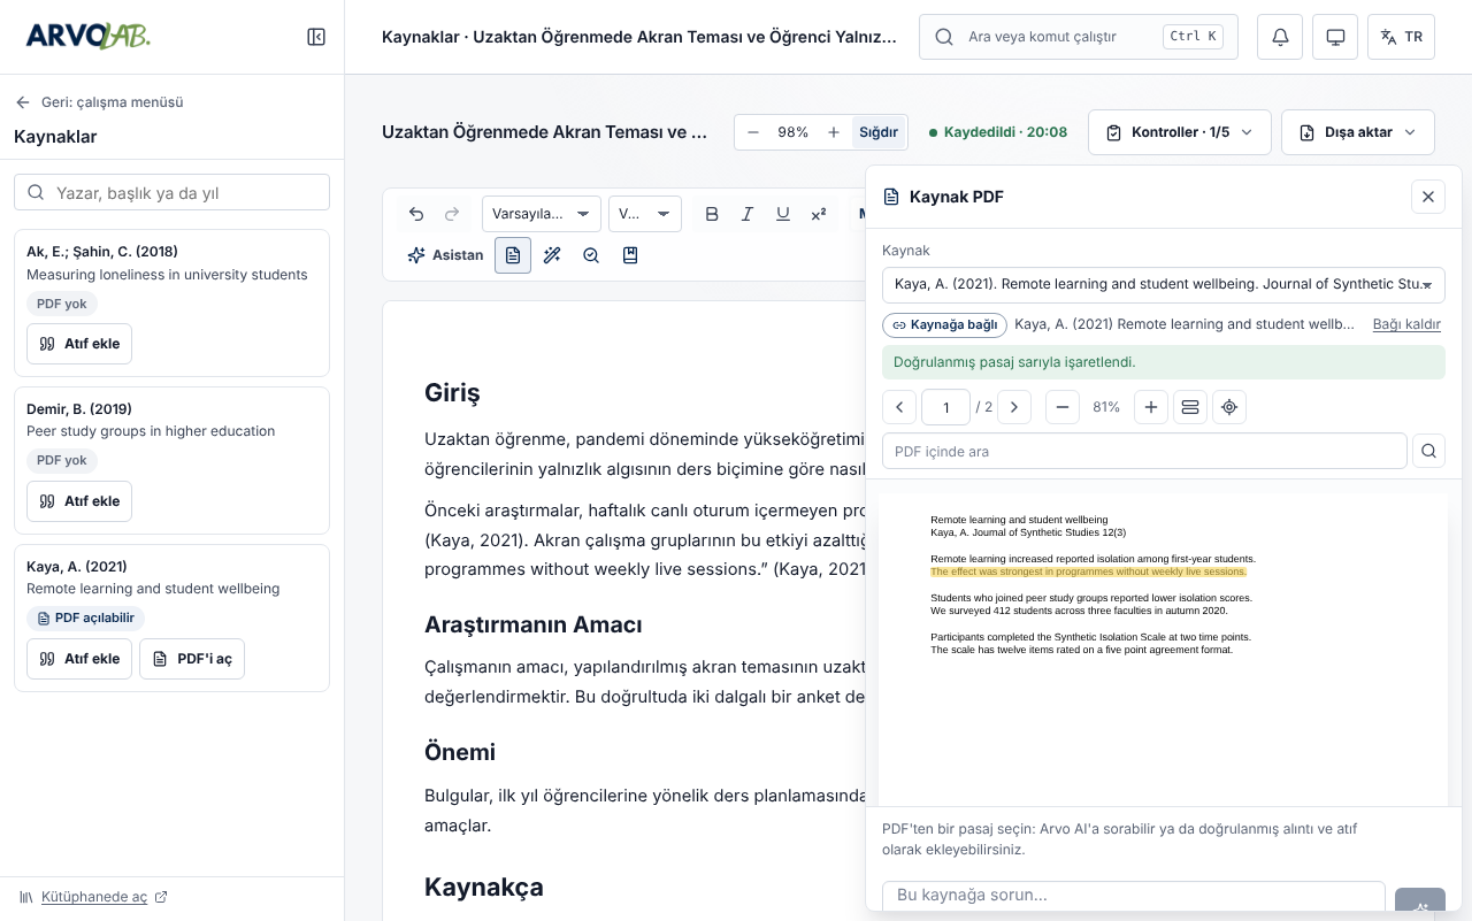 ARVOLAB.
Geri: çalışma menüsü
Kaynaklar
Yazar, başlık ya da yıl
Ak, E.; Şahin, C. (2018)
Measuring loneliness in university students
PDF yok
Atıf ekle
Demir, B. (2019)
Peer study groups in higher education
PDF yok
Atıf ekle
Kaya, A. (2021)
Remote learning and student wellbeing
PDF açılabilir
Atıf ekle
PDF'i aç
Kütüphanede aç
Kaynaklar · Uzaktan Öğrenmede Akran Teması ve Öğrenci Yalnız...
Ara veya komut çalıştır
Ctrl K
TR
Uzaktan Öğrenmede Akran Teması ve ...
98%
Sığdır
Kaydedildi · 20:08
Kontroller · 1/5
Dışa aktar
Varsayıla...
V...
B I U x²
Asistan
Giriş
Uzaktan öğrenme, pandemi döneminde yükseköğretimi
öğrencilerinin yalnızlık algısının ders biçimine göre nasıl
Önceki araştırmalar, haftalık canlı oturum içermeyen
(Kaya, 2021). Akran çalışma gruplarının bu etkiyi
programmes without weekly live sessions.” (Kaya, 2021
Araştırmanın Amacı
Çalışmanın amacı, yapılandırılmış akran temasının
değerlendirmektir. Bu doğrultuda iki dalgalı bir anket
Önemi
Bulgular, ilk yıl öğrencilerine yönelik ders planlamasında
amaçlar.
Kaynakça
Kaynak PDF
Kaynak
Kaya, A. (2021). Remote learning and student wellbeing. Journal of Synthetic Stu...
Kaynağa bağlı
Kaya, A. (2021) Remote learning and student wellb...
Bağı kaldır
Doğrulanmış pasaj sarıyla işaretlendi.
1 / 2
81%
PDF içinde ara
Remote learning and student wellbeing
Kaya, A. Journal of Synthetic Studies 12(3)
Remote learning increased reported isolation among first-year students.
The effect was strongest in programmes without weekly live sessions.
Students who joined peer study groups reported lower isolation scores.
We surveyed 412 students across three faculties in autumn 2020.
Participants completed the Synthetic Isolation Scale at two time points.
The scale has twelve items rated on a five point agreement format.
PDF'ten bir pasaj seçin: Arvo AI'a sorabilir ya da doğrulanmış alıntı ve atıf
olarak ekleyebilirsiniz.
Bu kaynağa sorun...